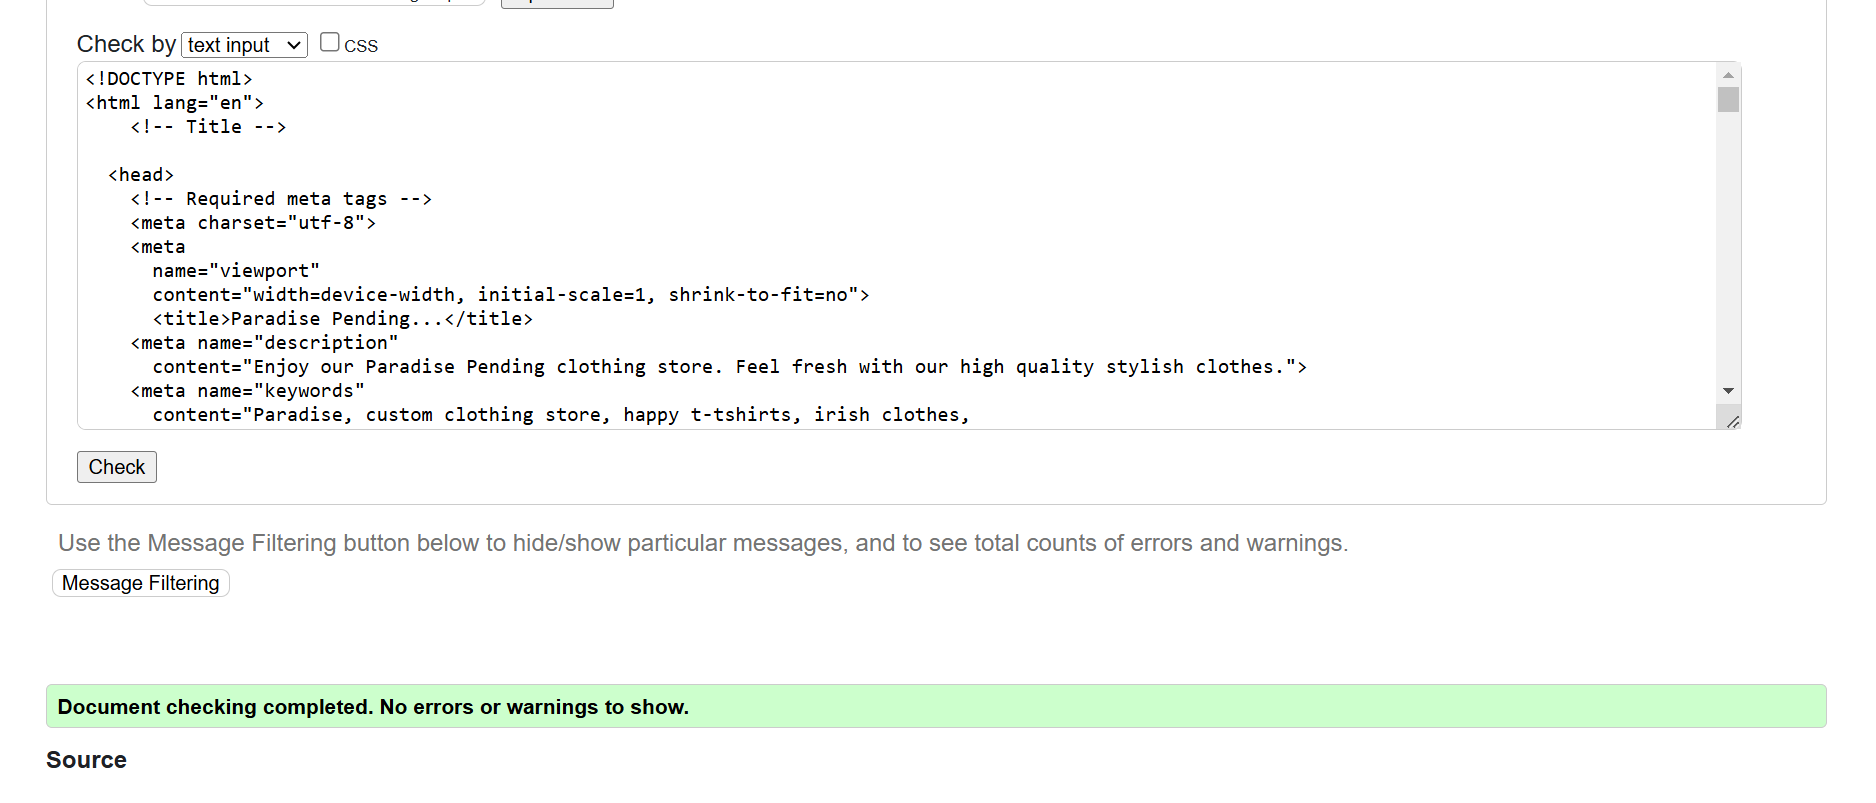 Check by text input CSS
<!DOCTYPE html>
<html lang="en">
<!-- Title -->
<head>
<!-- Required meta tags -->
<meta charset="utf-8">
<meta
name="viewport"
content="width=device-width, initial-scale=1, shrink-to-fit=no">
<title>Paradise Pending...</title>
<meta name="description"
content="Enjoy our Paradise Pending clothing store. Feel fresh with our high quality stylish clothes.">
<meta name="keywords"
content="Paradise, custom clothing store, happy t-tshirts, irish clothes,
Check
Use the Message Filtering button below to hide/show particular messages, and to see total counts of errors and warnings.
Message Filtering
Document checking completed. No errors or warnings to show.
Source